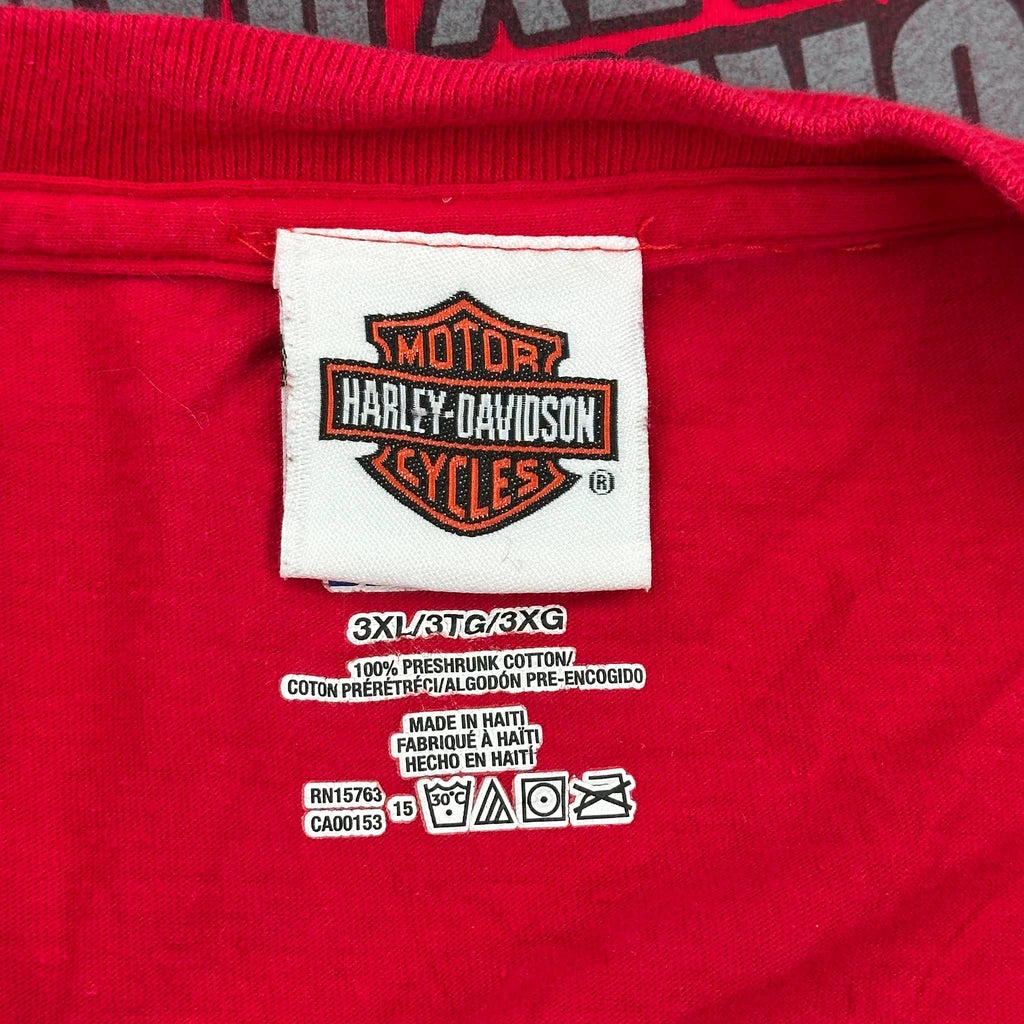 MOTOR
HARLEY-DAVIDSON
CYCLES
®
3XL/3TG/3XG
100% PRESHRUNK COTTON/
COTON PRÉRÉTRÉCI/ALGODÓN PRE-ENCOGIDO
MADE IN HAITI
FABRIQUÉ À HAÏTI
HECHO EN HAITÍ
RN15763
CA00153
15
30°C